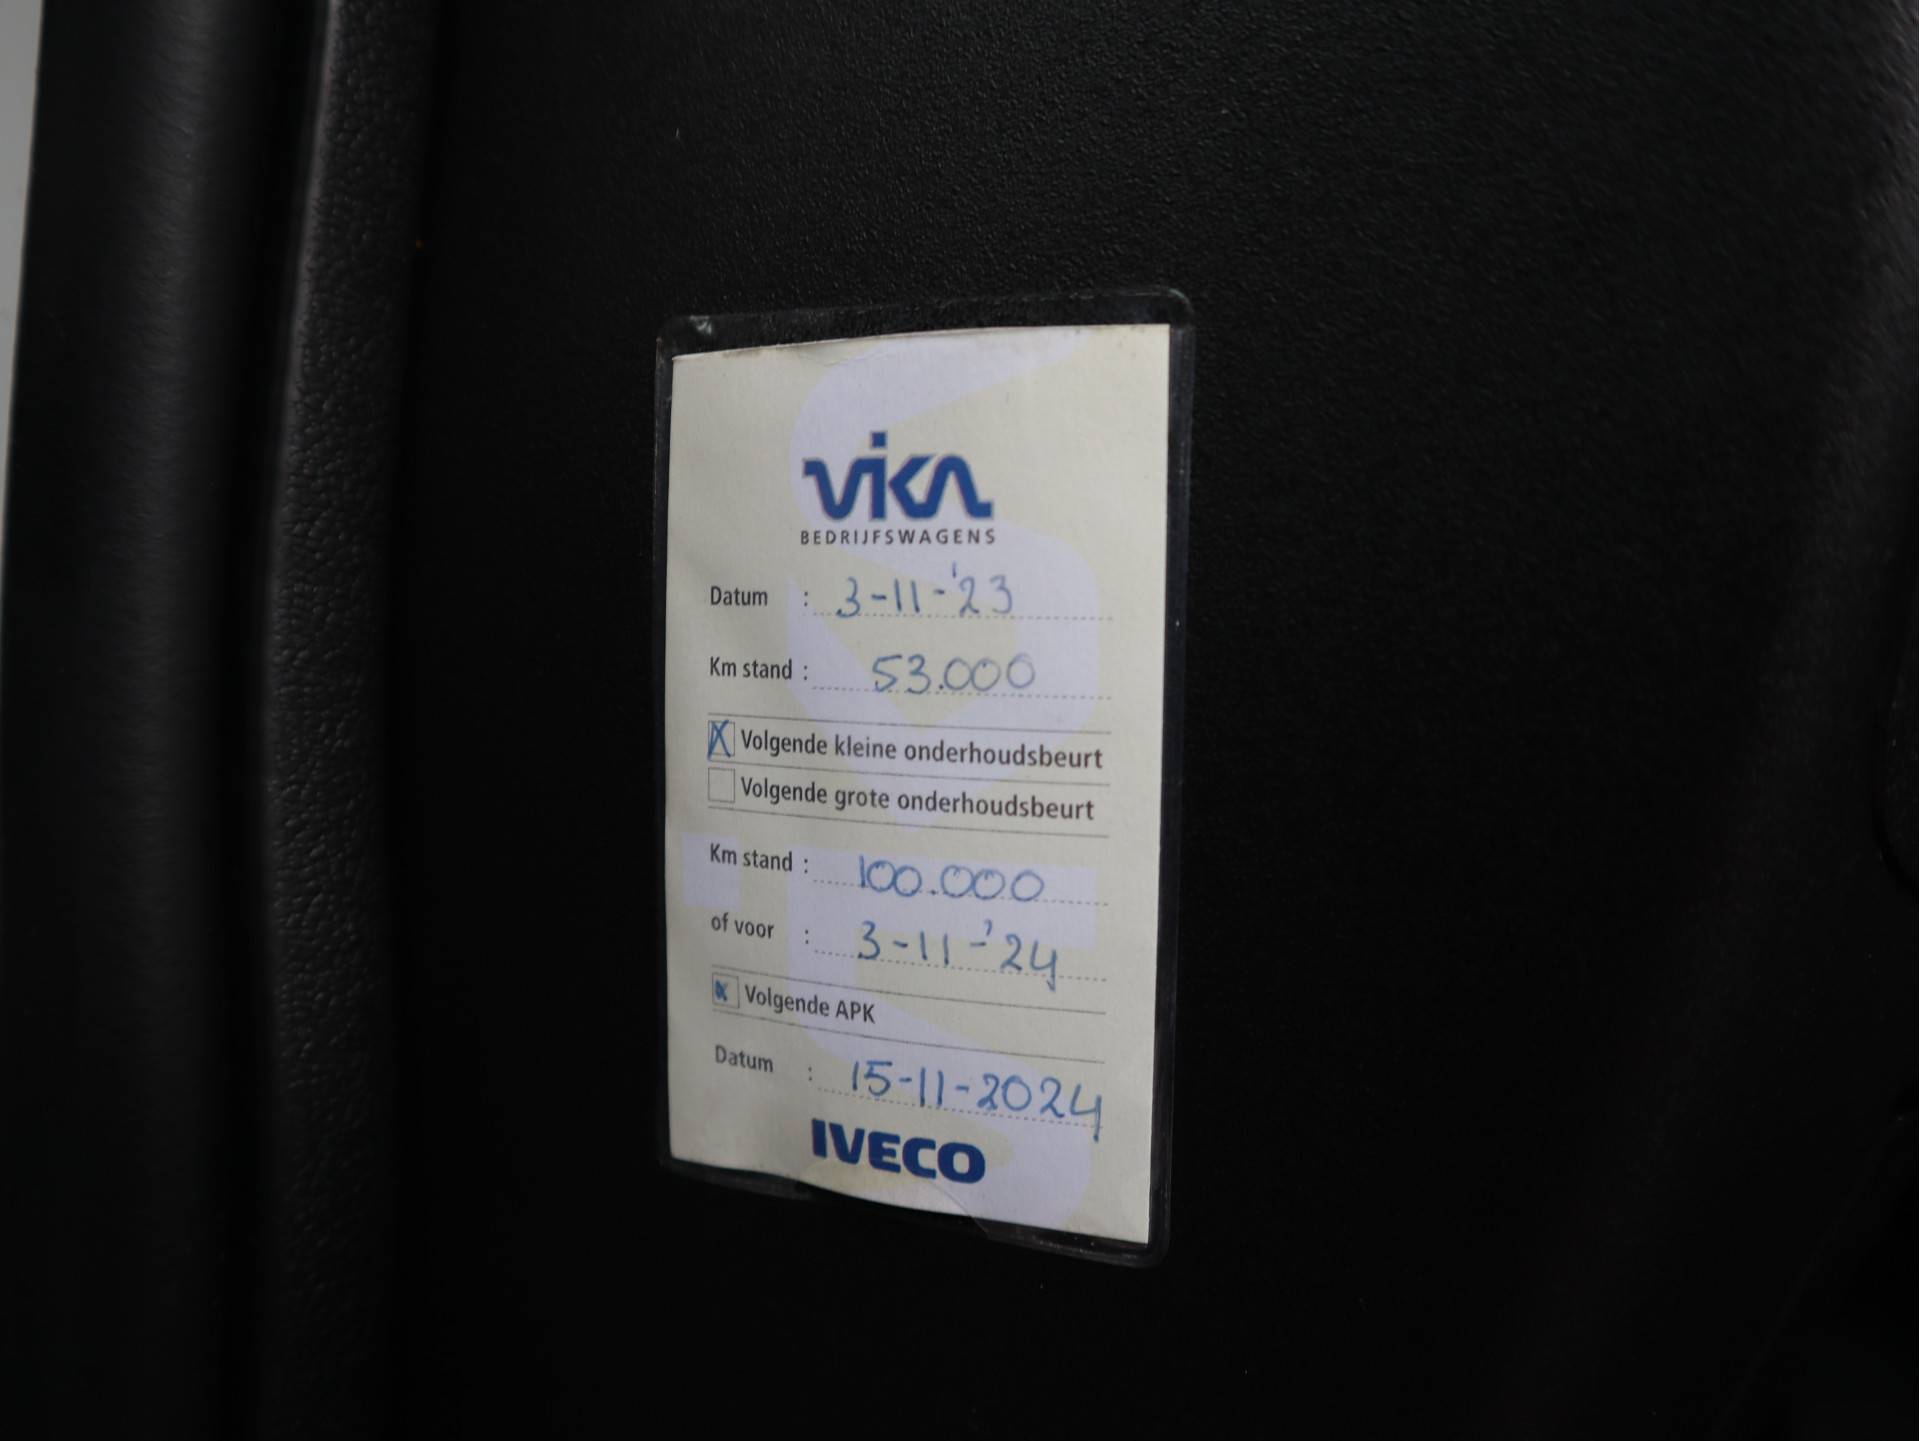 VIKA
BEDRIJFSWAGENS
Datum : 3-11-'23
Km stand : 53.000
X Volgende kleine onderhoudsbeurt
Volgende grote onderhoudsbeurt
Km stand : 100.000
of voor : 3-11-'24
x Volgende APK
Datum : 15-11-2024
IVECO